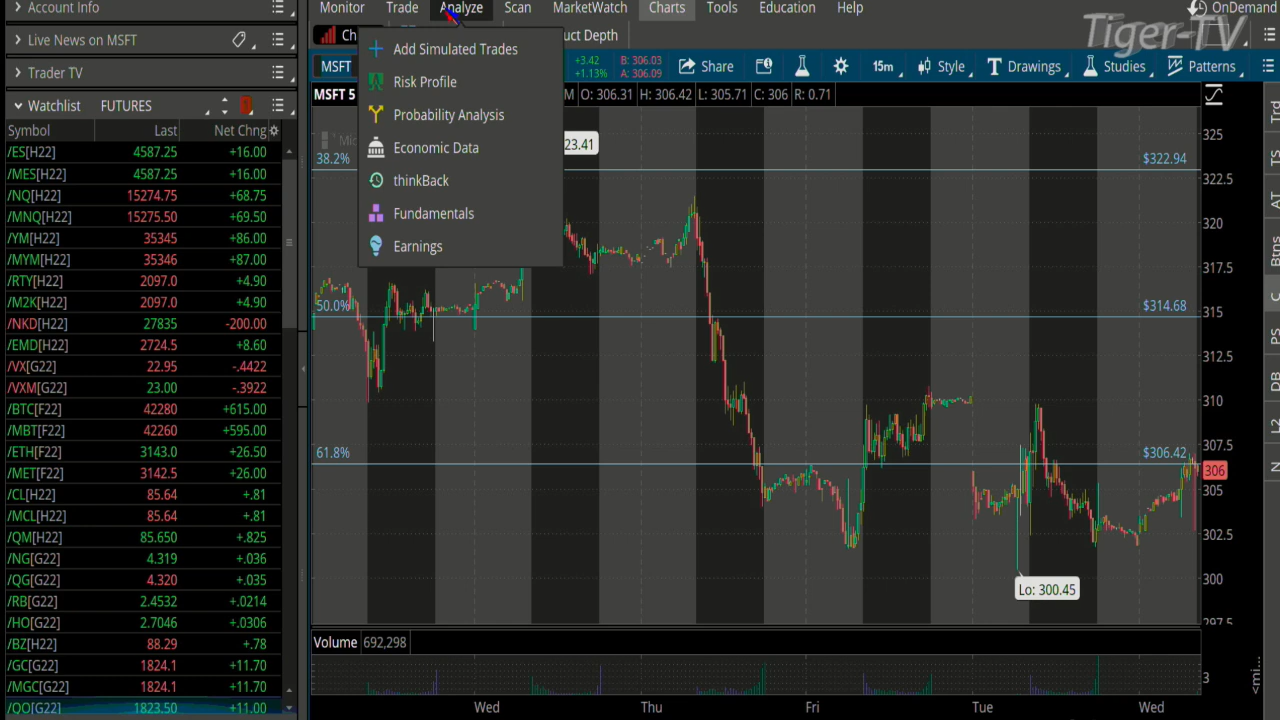 Account Info
Monitor Trade Analyze Scan MarketWatch Charts Tools Education Help
OnDemand
Tiger-TV
Live News on MSFT
Trader TV
Watchlist FUTURES
Symbol Last Net Chng
/ES[H22] 4587.25 +16.00
/MES[H22] 4587.25 +16.00
/NQ[H22] 15274.75 +68.75
/MNQ[H22] 15275.50 +69.50
/YM[H22] 35345 +86.00
/MYM[H22] 35346 +87.00
/RTY[H22] 2097.0 +4.90
/M2K[H22] 2097.0 +4.90
/NKD[H22] 27835 -200.00
/EMD[H22] 2724.5 +8.60
/VX[G22] 22.95 -.4422
/VXM[G22] 23.00 -.3922
/BTC[F22] 42280 +615.00
/MBT[F22] 42260 +595.00
/ETH[F22] 3143.0 +26.50
/MET[F22] 3142.5 +26.00
/CL[H22] 85.64 +.81
/MCL[H22] 85.64 +.81
/QM[H22] 85.650 +.825
/NG[G22] 4.319 +.036
/QG[G22] 4.320 +.035
/RB[G22] 2.4532 +.0214
/HO[G22] 2.7046 +.0306
/BZ[H22] 88.29 +.78
/GC[G22] 1824.1 +11.70
/MGC[G22] 1824.1 +11.70
/QO[G22] 1823.50 +11.00
Ch
uct Depth
Add Simulated Trades
Risk Profile
Probability Analysis
Economic Data
thinkBack
Fundamentals
Earnings
MSFT
+3.42
+1.13%
B: 306.03
A: 306.09
Share
15m
Style
Drawings
Studies
Patterns
MSFT 5
M O: 306.31 H: 306.42 L: 305.71 C: 306 R: 0.71
Mic
23.41
38.2%
$322.94
50.0%
$314.68
61.8%
$306.42
Lo: 300.45
325
322.5
320
317.5
315
312.5
310
307.5
306
305
302.5
300
297.5
Volume 692,298
3
<mi...
Wed Thu Fri Tue Wed
Trd
TS
AT
Btns
C
PS
DB
L2
N